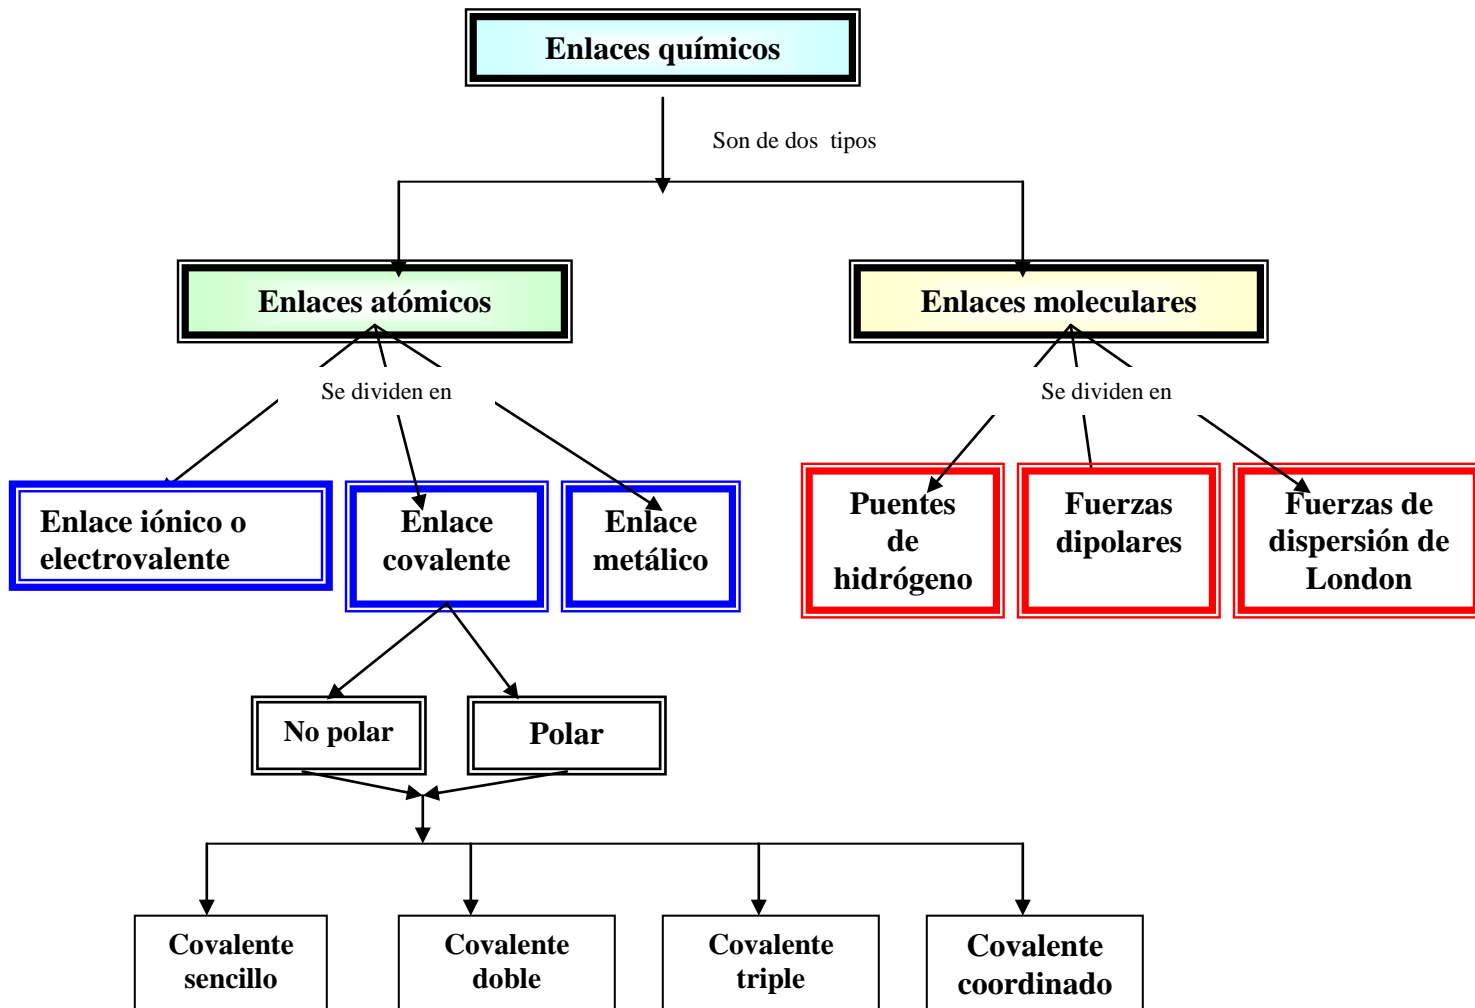 Enlaces químicos
Son de dos tipos
Enlaces atómicos
Enlaces moleculares
Se dividen en
Se dividen en
Enlace iónico o
electrovalente
Enlace
covalente
Enlace
metálico
Puentes
de
hidrógeno
Fuerzas
dipolares
Fuerzas de
dispersión de
London
No polar
Polar
Covalente
sencillo
Covalente
doble
Covalente
triple
Covalente
coordinado